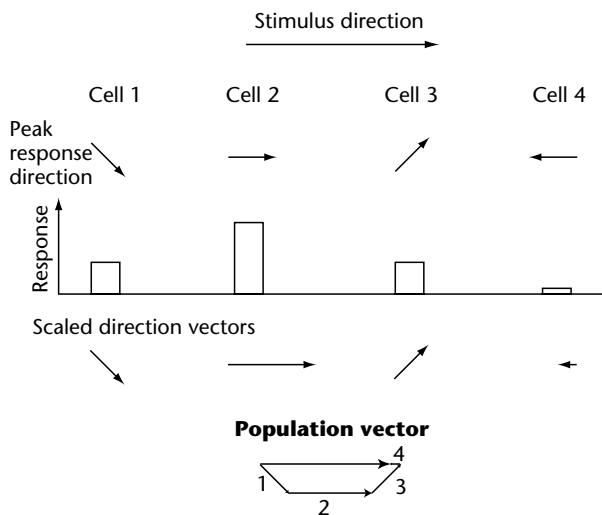 Stimulus direction
Cell 1 Cell 2 Cell 3 Cell 4
Peak
response
direction
Response
Scaled direction vectors
Population vector
4
1 3
2